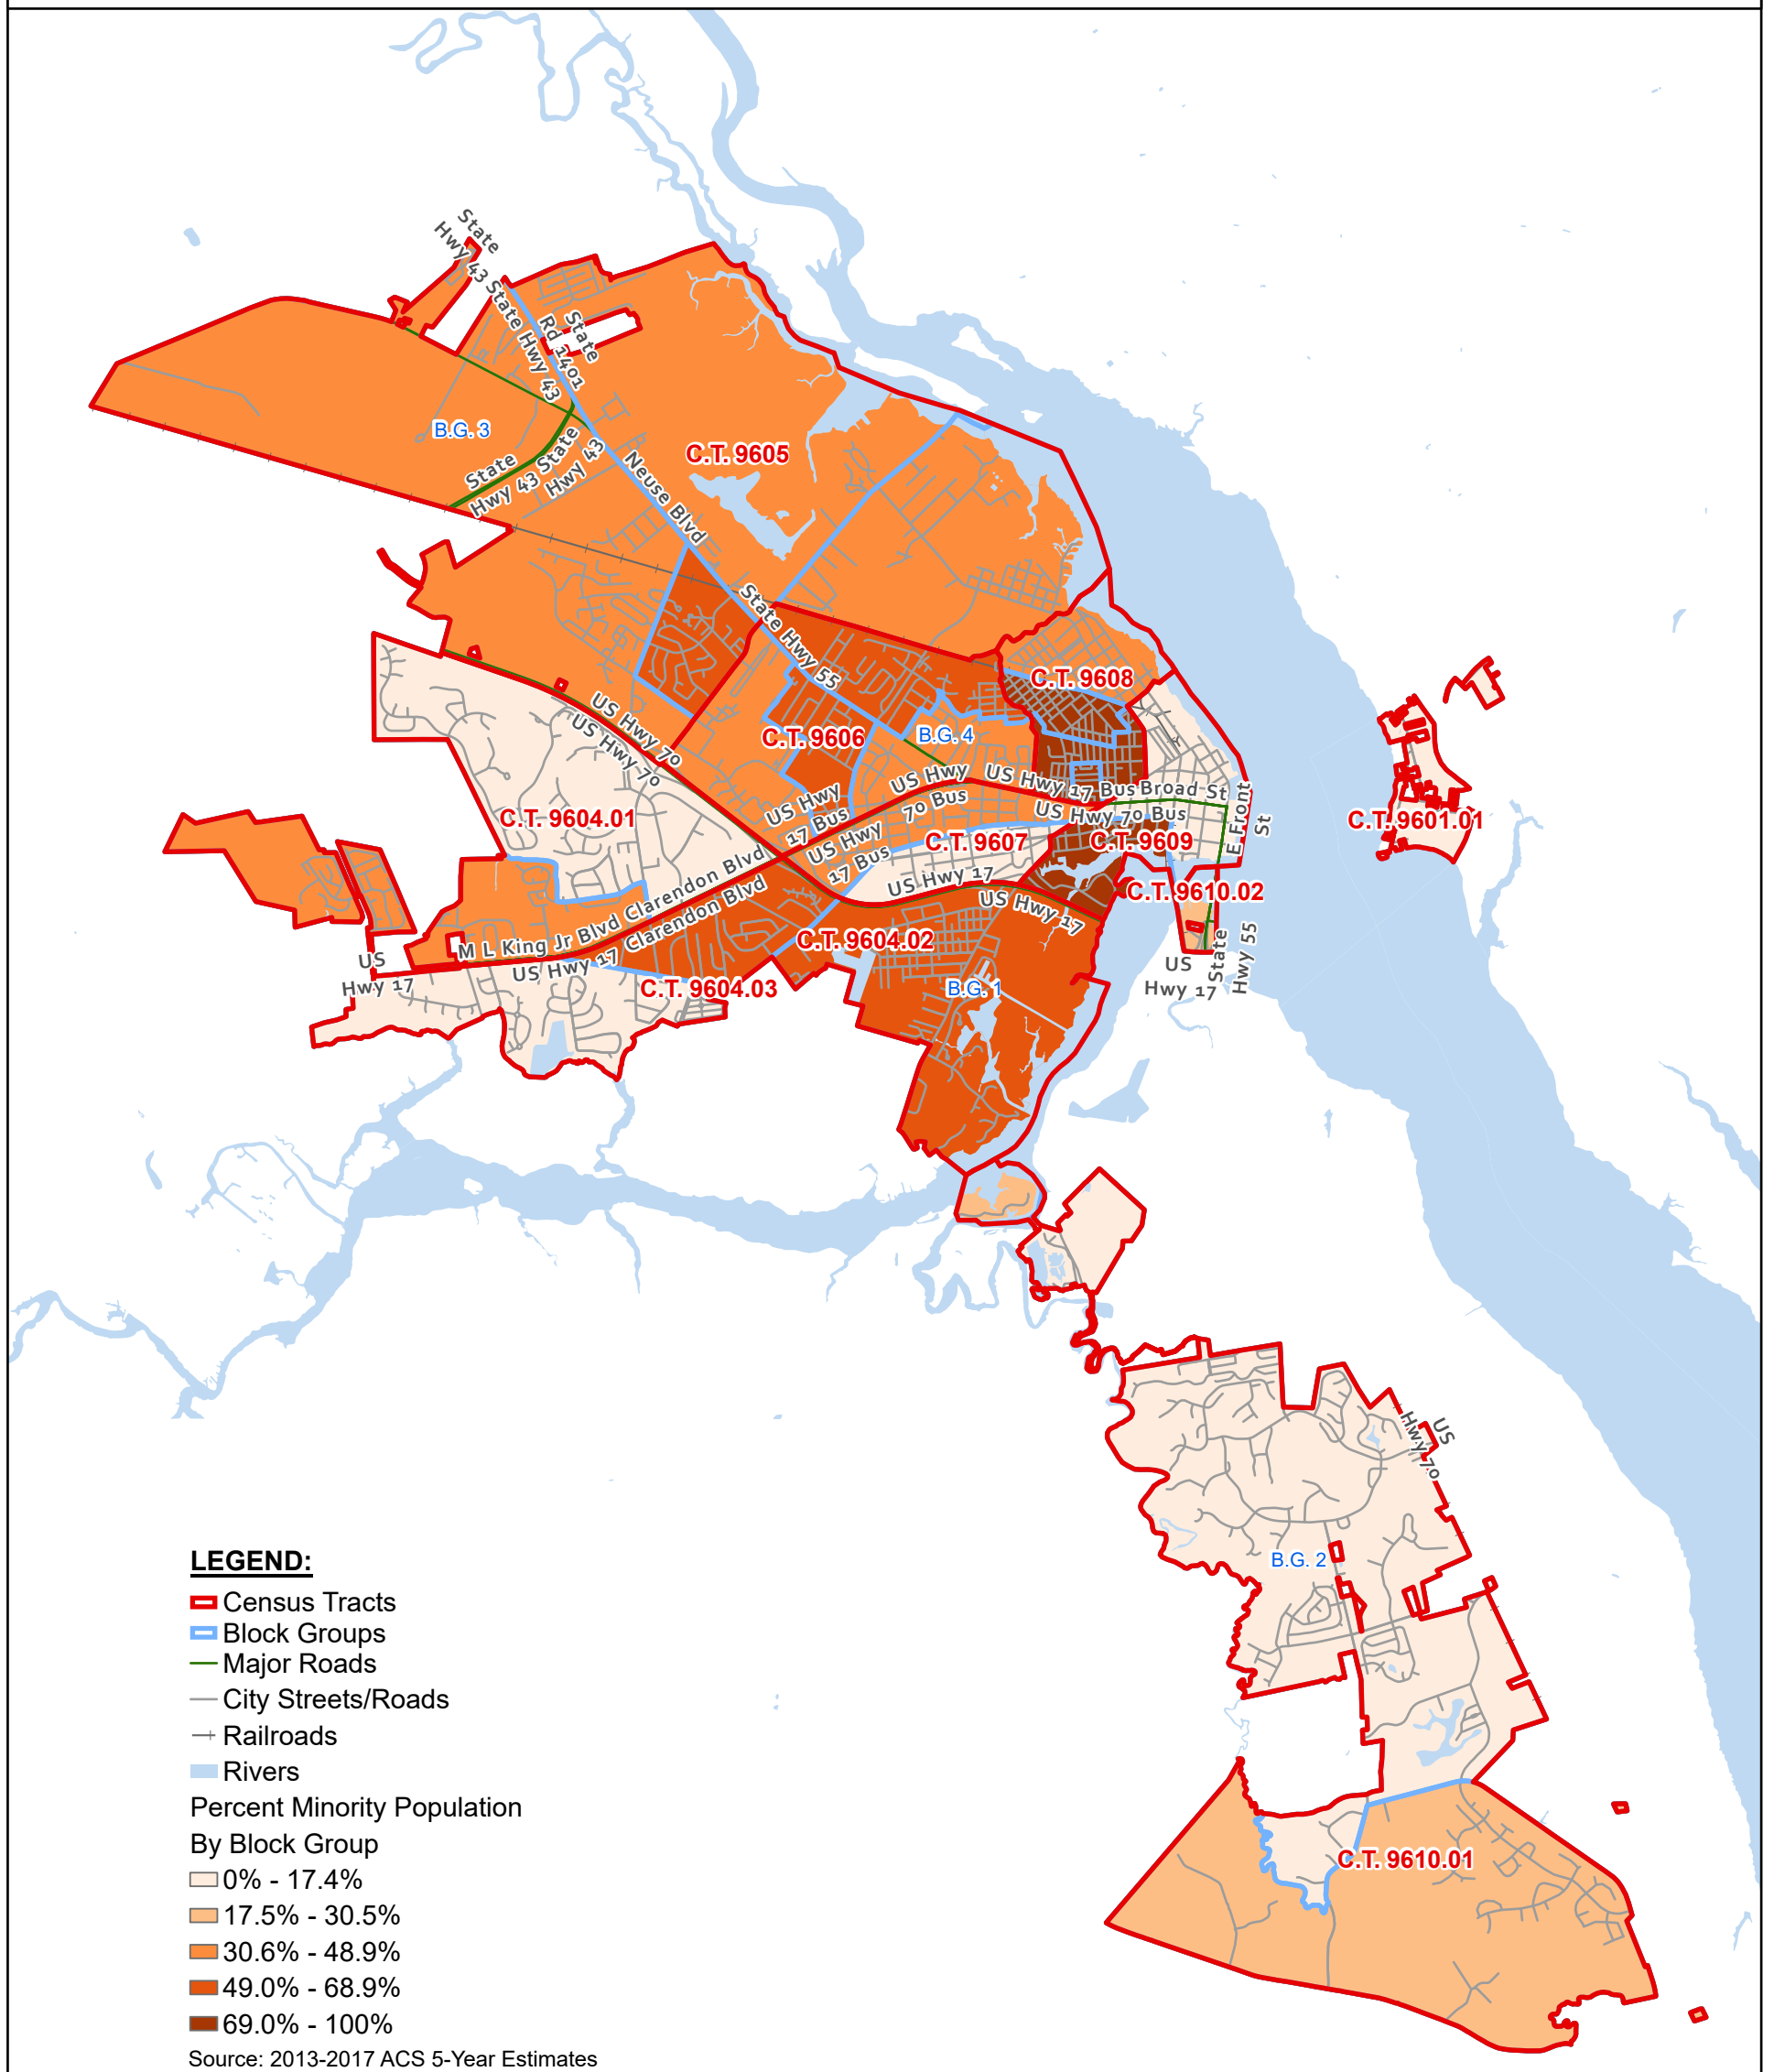 State
Hwy 43
State Hwy 43
State
Rd 1401
B.G. 3
State
Hwy 43
State
Hwy 43
C.T. 9605
Neuse Blvd
State Hwy 55
C.T. 9608
US Hwy 70
US Hwy 70
C.T. 9606
B.G. 4
US Hwy
70 Bus
US Hwy 17 Bus
Broad St
US Hwy
17 Bus
US Hwy 70 Bus
E Front
St
C.T. 9604.01
C.T. 9601.01
US Hwy
17 Bus
C.T. 9607
C.T. 9609
US Hwy 17
C.T. 9610.02
US Hwy 17
M L King Jr Blvd
Clarendon Blvd
Clarendon Blvd
US Hwy 17
C.T. 9604.02
US
Hwy 17
C.T. 9604.03
B.G. 1
US
Hwy 17
State
Hwy 55
US
Hwy 70
B.G. 2
C.T. 9610.01
LEGEND:
Census Tracts
Block Groups
Major Roads
City Streets/Roads
Railroads
Rivers
Percent Minority Population
By Block Group
0% - 17.4%
17.5% - 30.5%
30.6% - 48.9%
49.0% - 68.9%
69.0% - 100%
Source: 2013-2017 ACS 5-Year Estimates